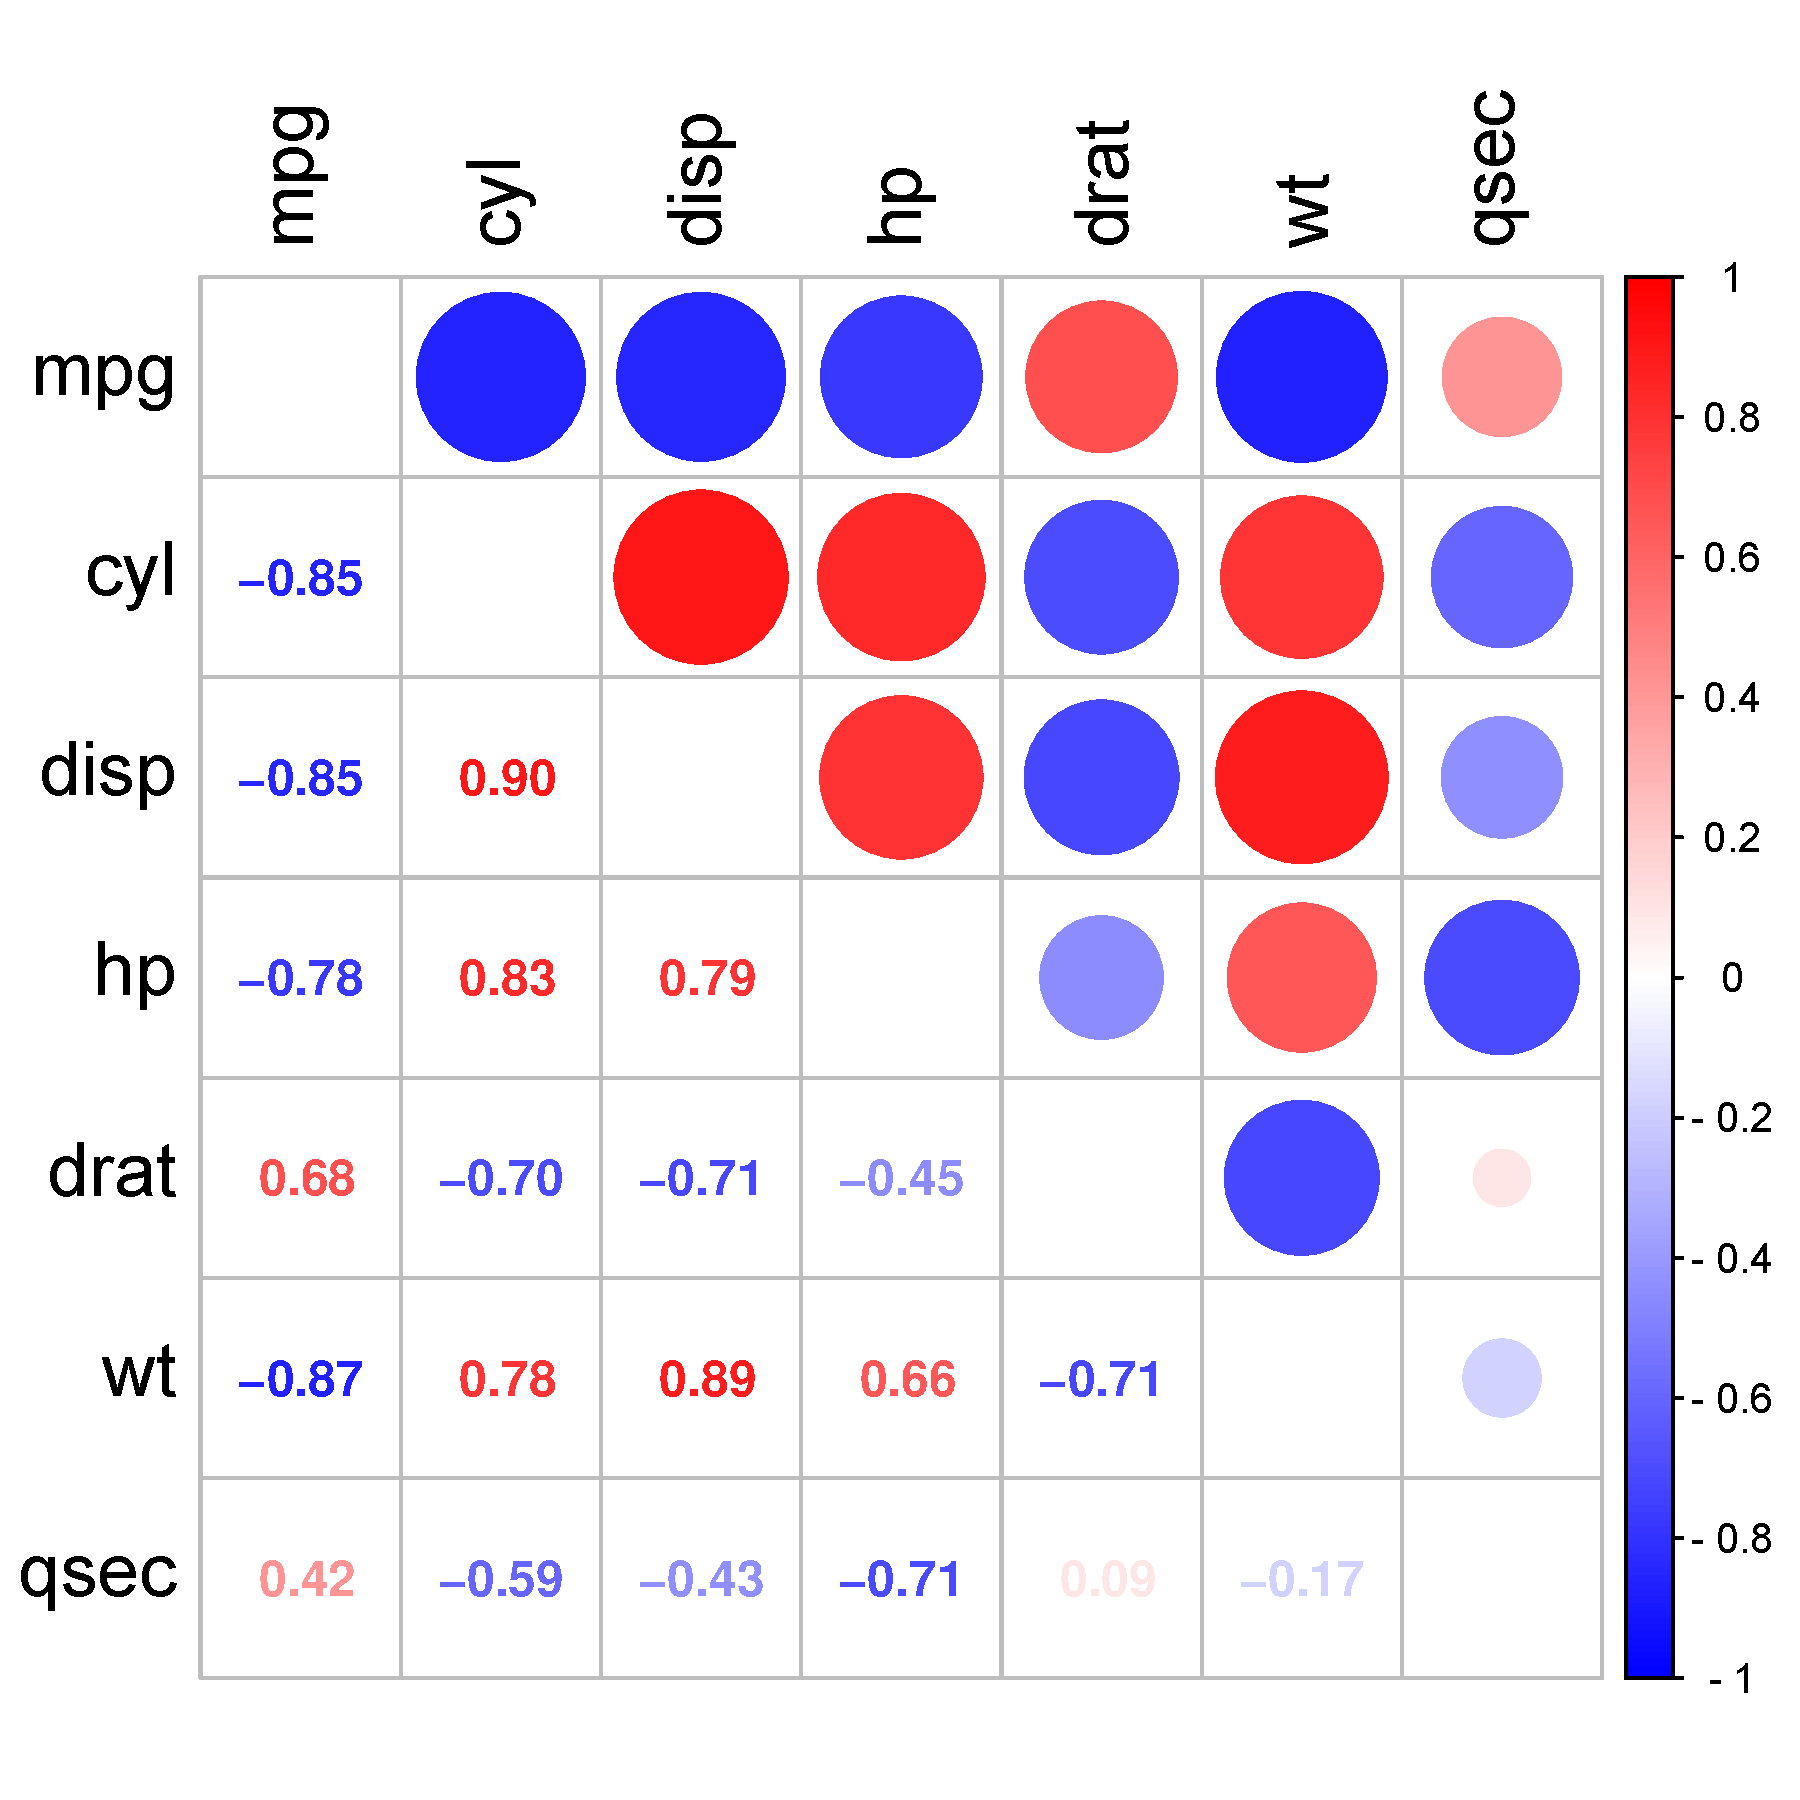 mpg cyl disp hp drat wt qsec
1
mpg
0.8
cyl −0.85
0.6
disp −0.85 0.90
0.4
0.2
hp −0.78 0.83 0.79
0
- 0.2
drat 0.68 −0.70 −0.71 −0.45
- 0.4
wt −0.87 0.78 0.89 0.66 −0.71
- 0.6
- 0.8
qsec 0.42 −0.59 −0.43 −0.71 0.09 −0.17
- 1